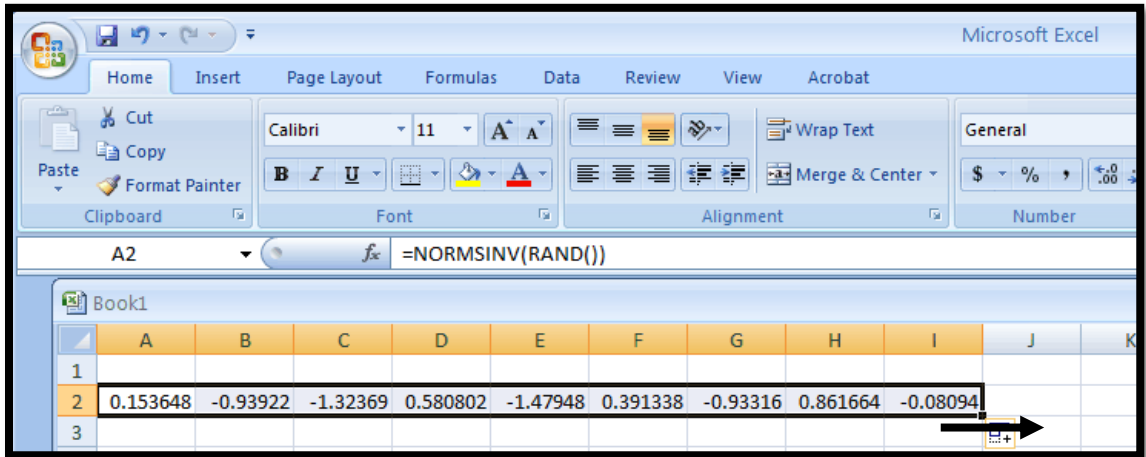 Microsoft Excel
Home Insert Page Layout Formulas Data Review View Acrobat
Cut
Copy
Format Painter
Paste
Calibri 11 A A
B I U A
Wrap Text
Merge & Center
General
$ % , .00
Clipboard Font Alignment Number
A2 fx =NORMSINV(RAND())
Book1
A B C D E F G H I J K
1
2 0.153648 -0.93922 -1.32369 0.580802 -1.47948 0.391338 -0.93316 0.861664 -0.08094
3